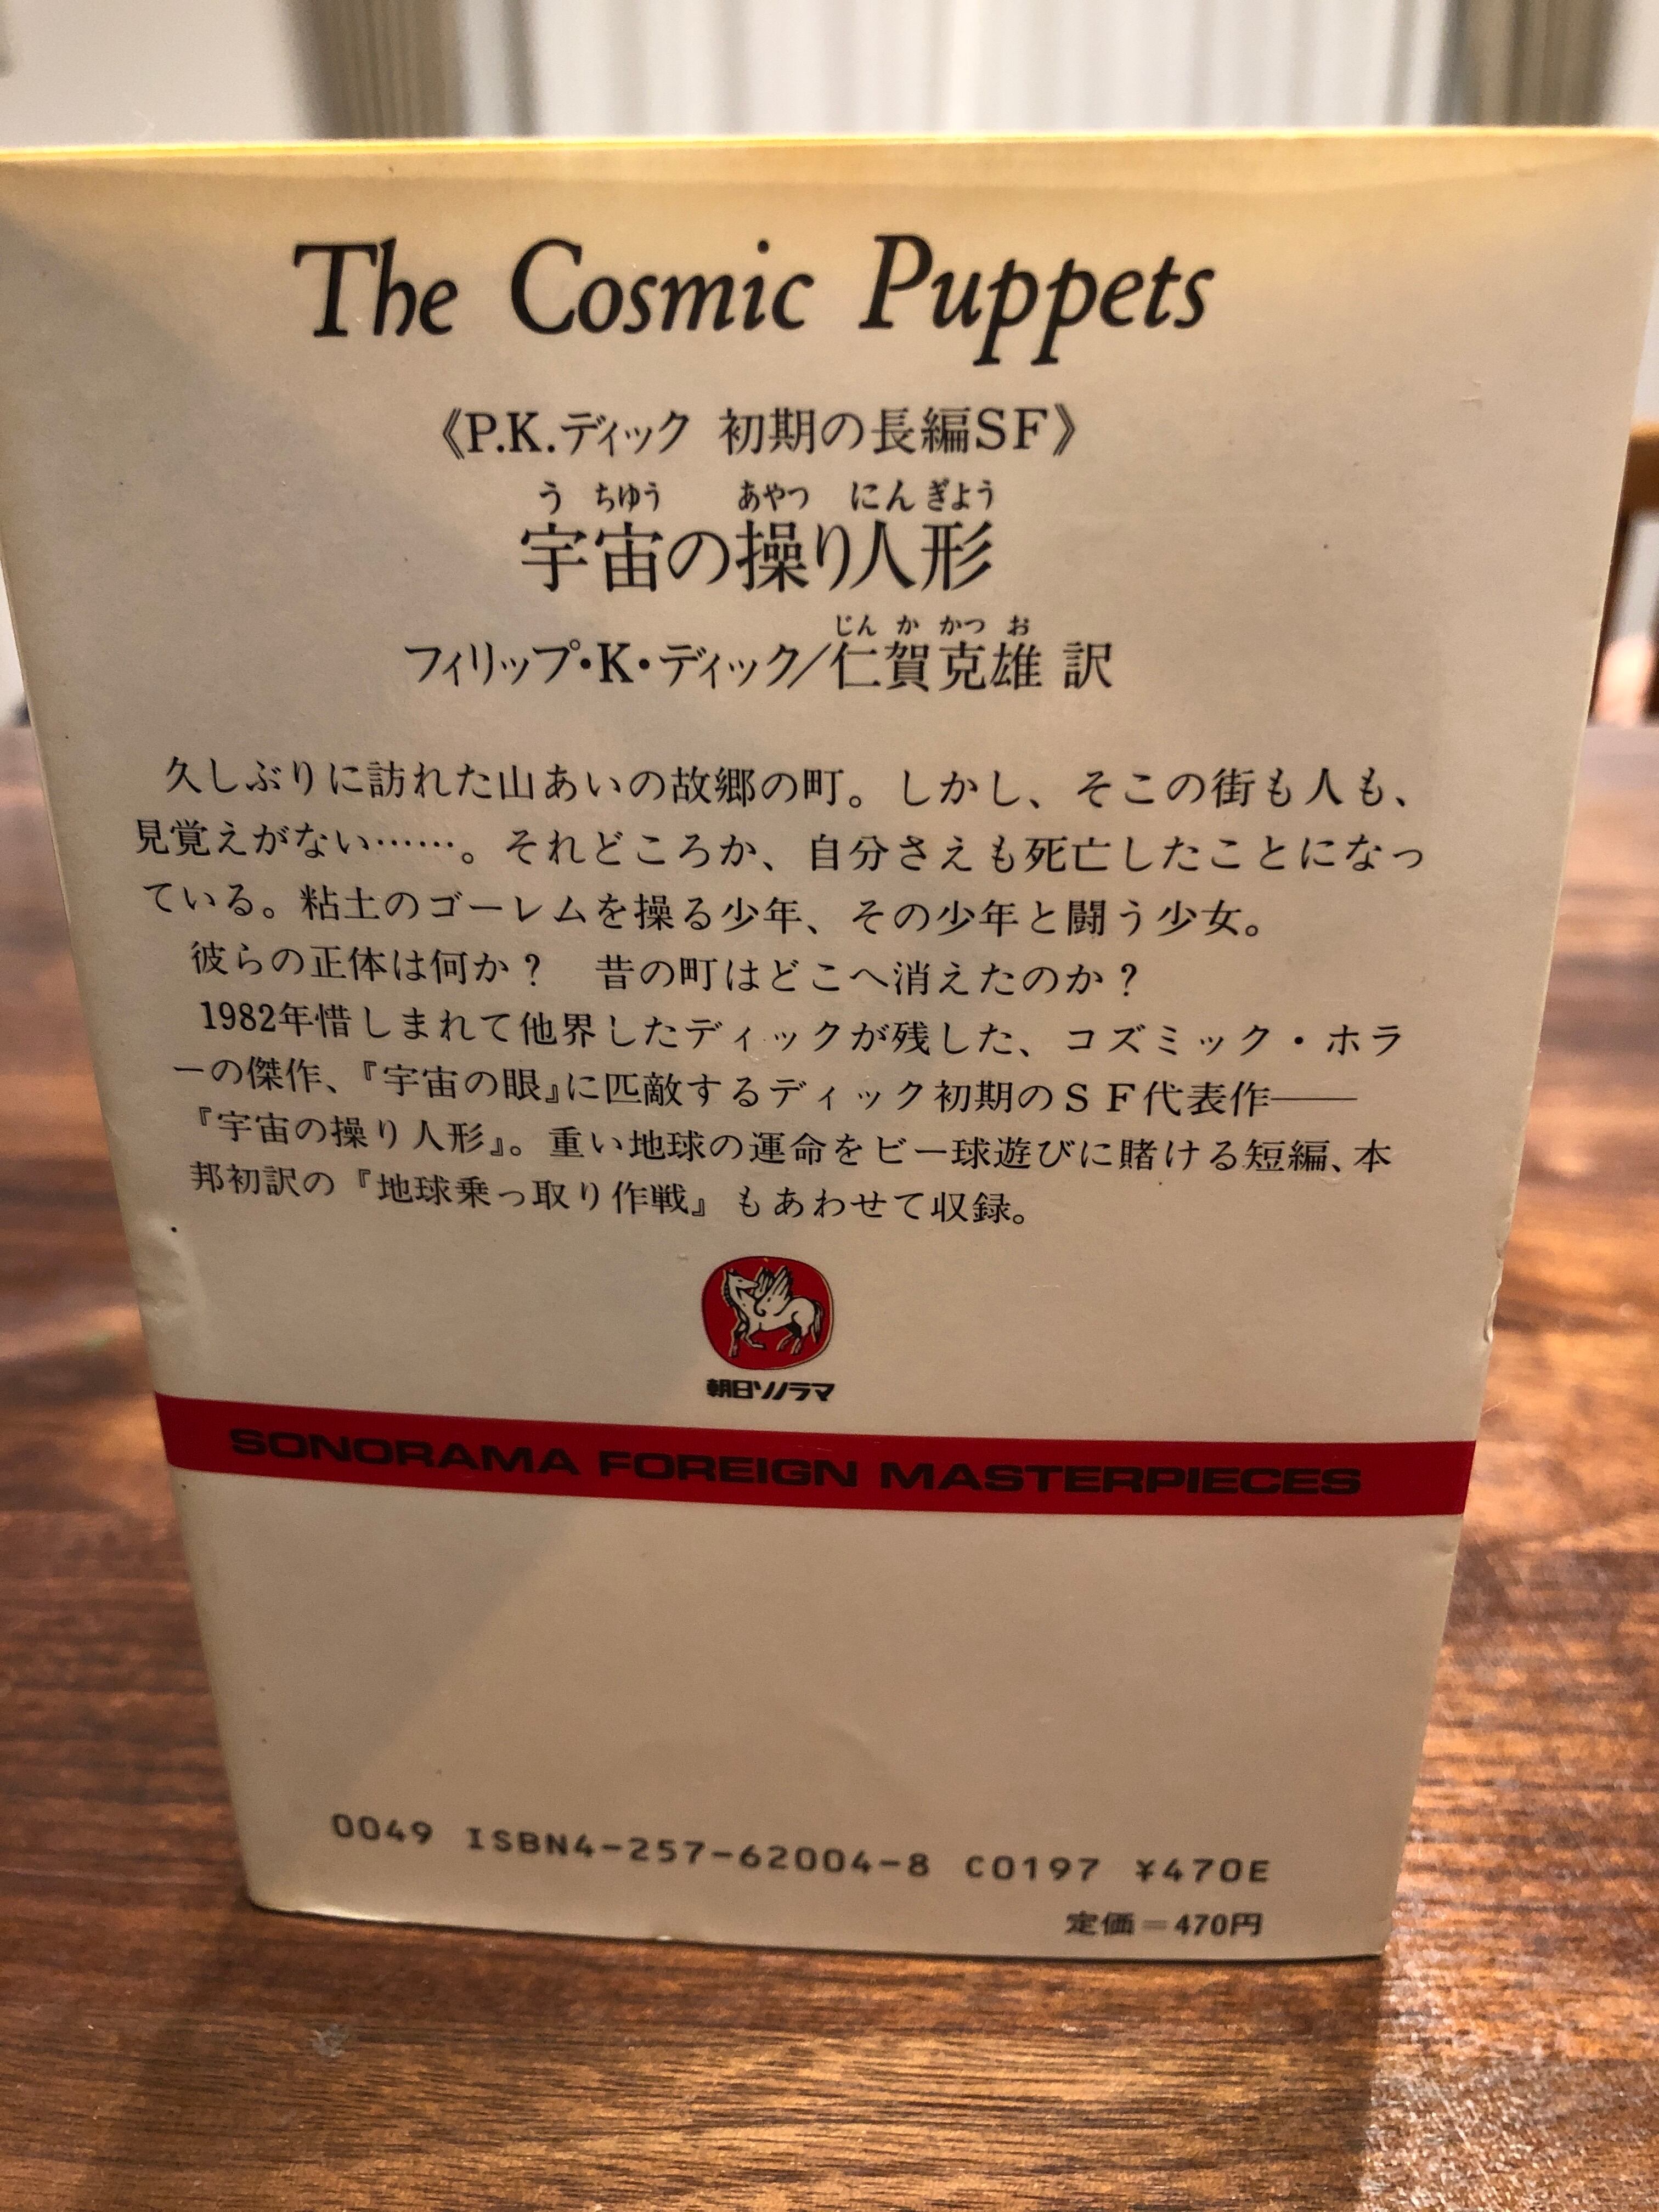 The Cosmic Puppets
《P.K.ディック 初期の長編SF》
うちゆう あやつ にんぎよう
宇宙の操り人形
じんか かつお
フィリップ・K・ディック/仁賀克雄 訳
久しぶりに訪れた山あいの故郷の町。しかし、そこの街も人も、
見覚えがない……。それどころか、自分さえも死亡したことになっ
ている。粘土のゴーレムを操る少年、その少年と闘う少女。
彼らの正体は何か? 昔の町はどこへ消えたのか?
1982年惜しまれて他界したディックが残した、コズミック・ホラ
ーの傑作、『宇宙の眼』に匹敵するディック初期のSF代表作――
『宇宙の操り人形』。重い地球の運命をビー球遊びに賭ける短編、本
邦初訳の『地球乗っ取り作戦』もあわせて収録。
朝日ソノラマ
SONORAMA FOREIGN MASTERPIECES
0049 ISBN4-257-62004-8 C0197 ¥470E
定価=470円